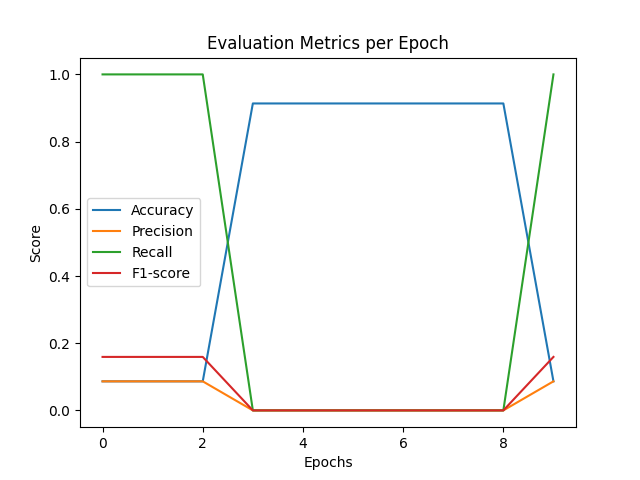 Evaluation Metrics per Epoch
1.0
0.8
0.6
0.4
0.2
0.0
Score
Accuracy
Precision
Recall
F1-score
0 2 4 6 8
Epochs